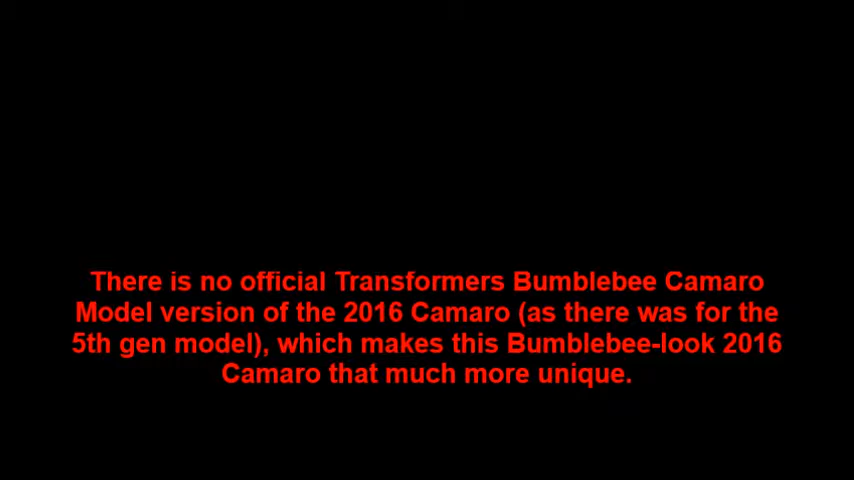 There is no official Transformers Bumblebee Camaro
Model version of the 2016 Camaro (as there was for the
5th gen model), which makes this Bumblebee-look 2016
Camaro that much more unique.